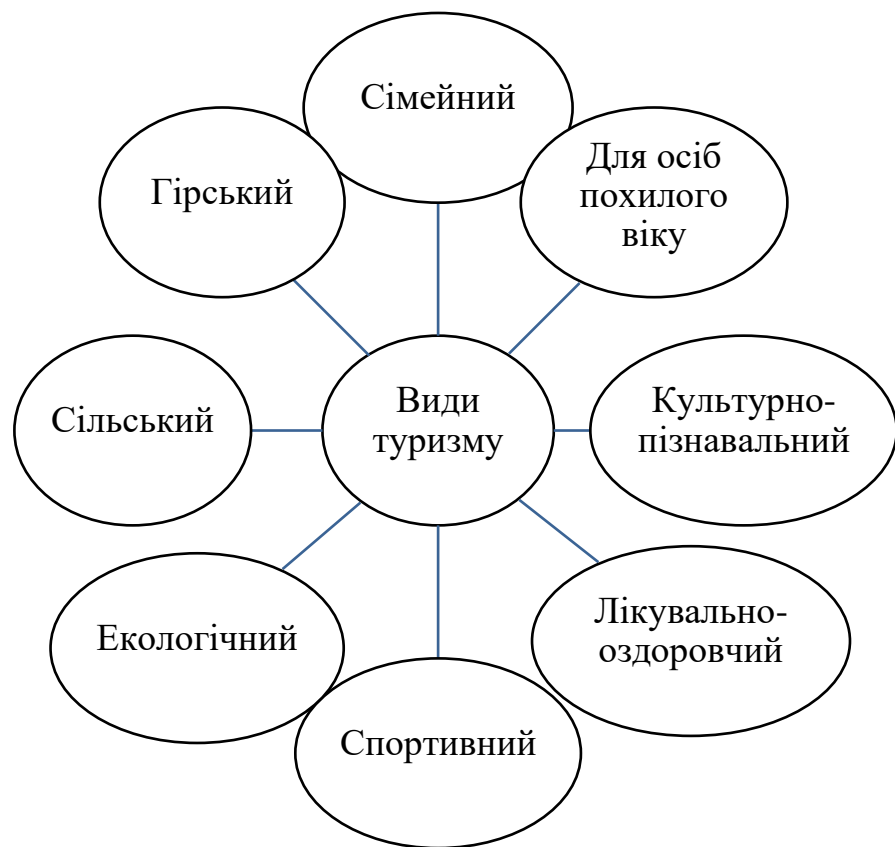 Сімейний
Для осіб
похилого
віку
Гірський
Сільський
Види
туризму
Культурно-
пізнавальний
Екологічний
Лікувально-
оздоровчий
Спортивний